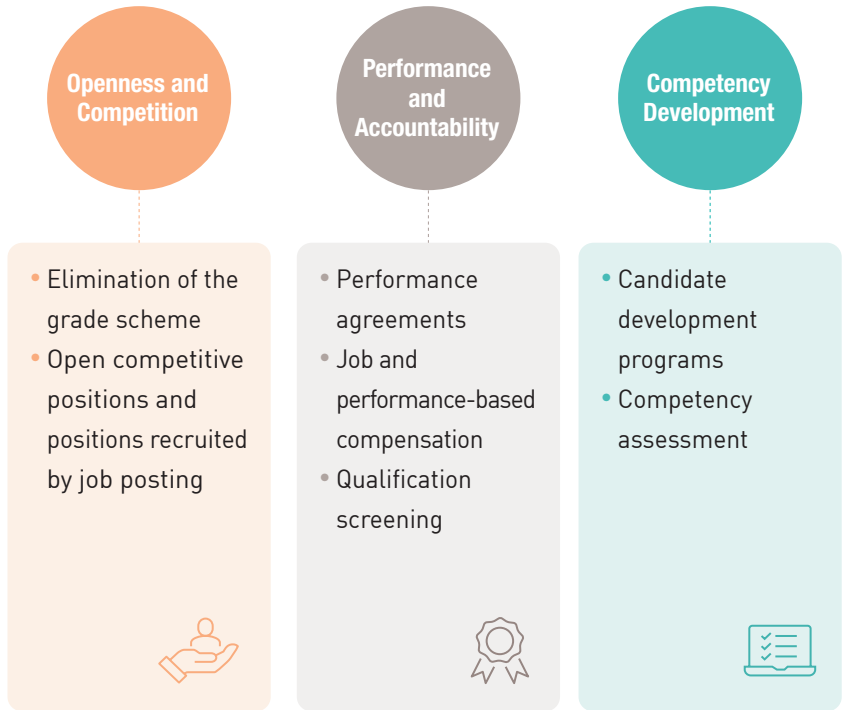 Openness and
Competition
• Elimination of the
grade scheme
• Open competitive
positions and
positions recruited
by job posting
Performance
and
Accountability
• Performance
agreements
• Job and
performance-based
compensation
• Qualification
screening
Competency
Development
• Candidate
development
programs
• Competency
assessment